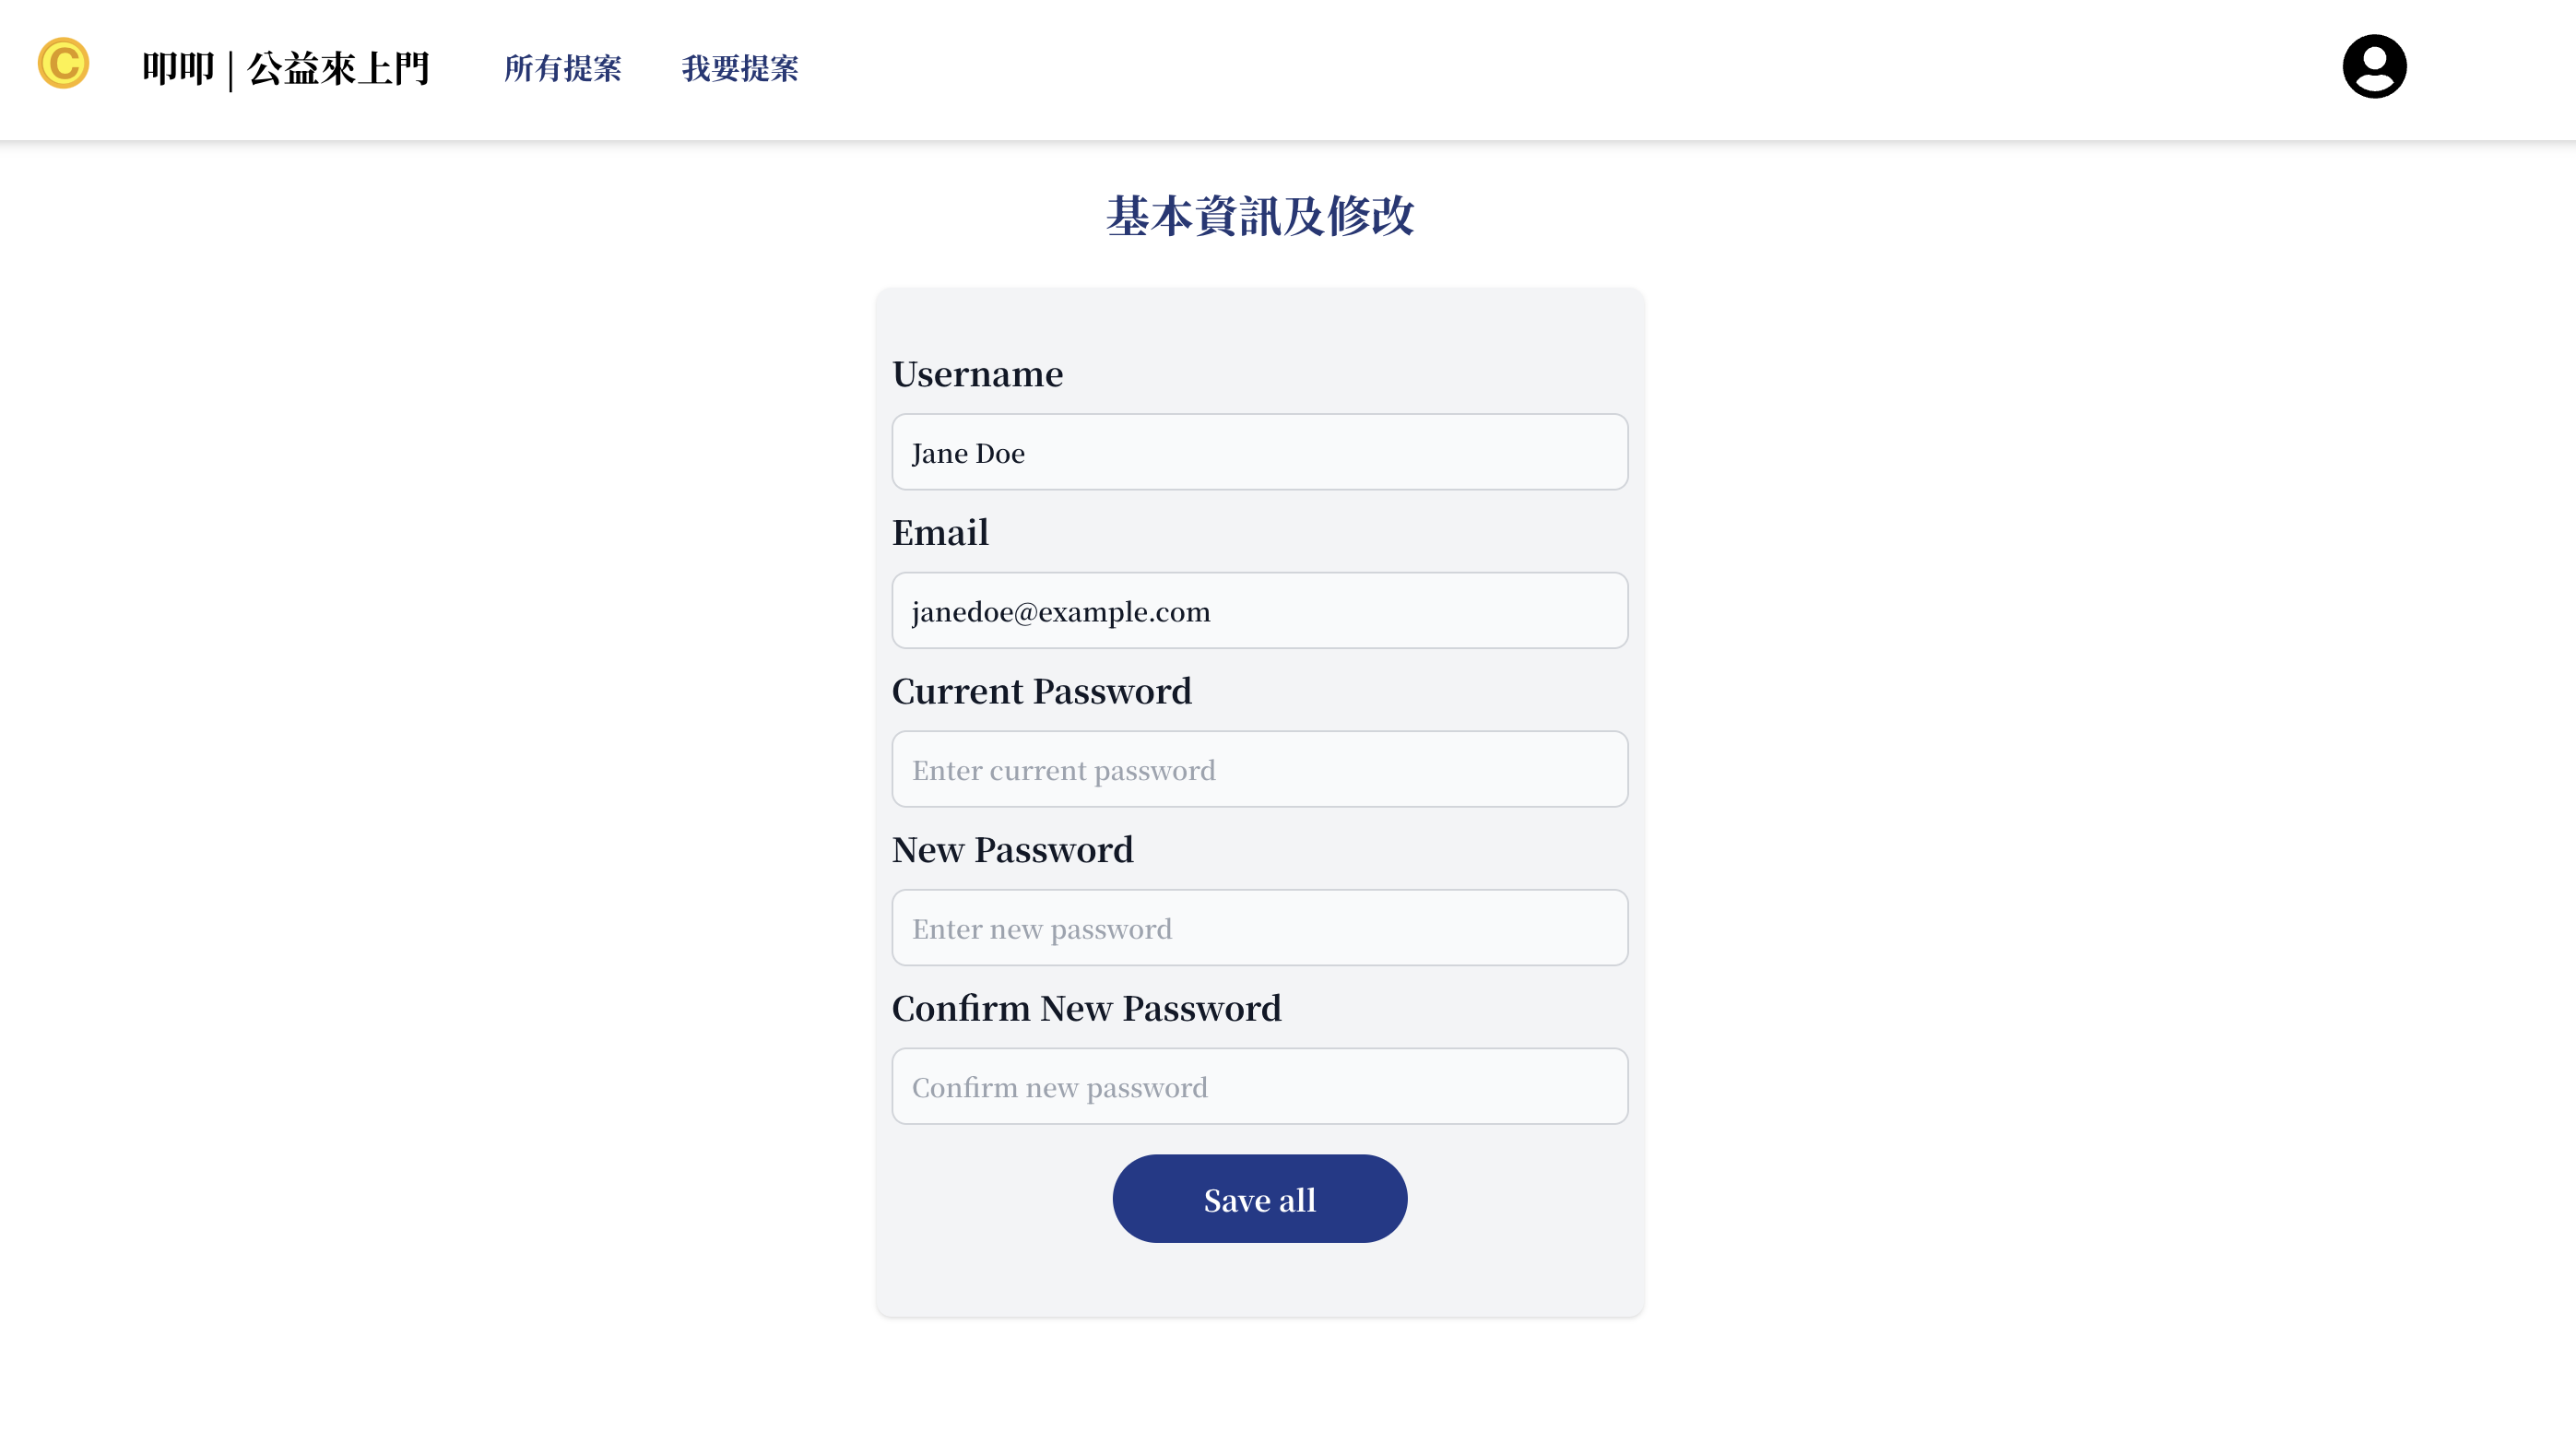 C
叩叩 | 公益來上門
所有提案
我要提案
基本資訊及修改
Username
Jane Doe
Email
janedoe@example.com
Current Password
Enter current password
New Password
Enter new password
Confirm New Password
Confirm new password
Save all